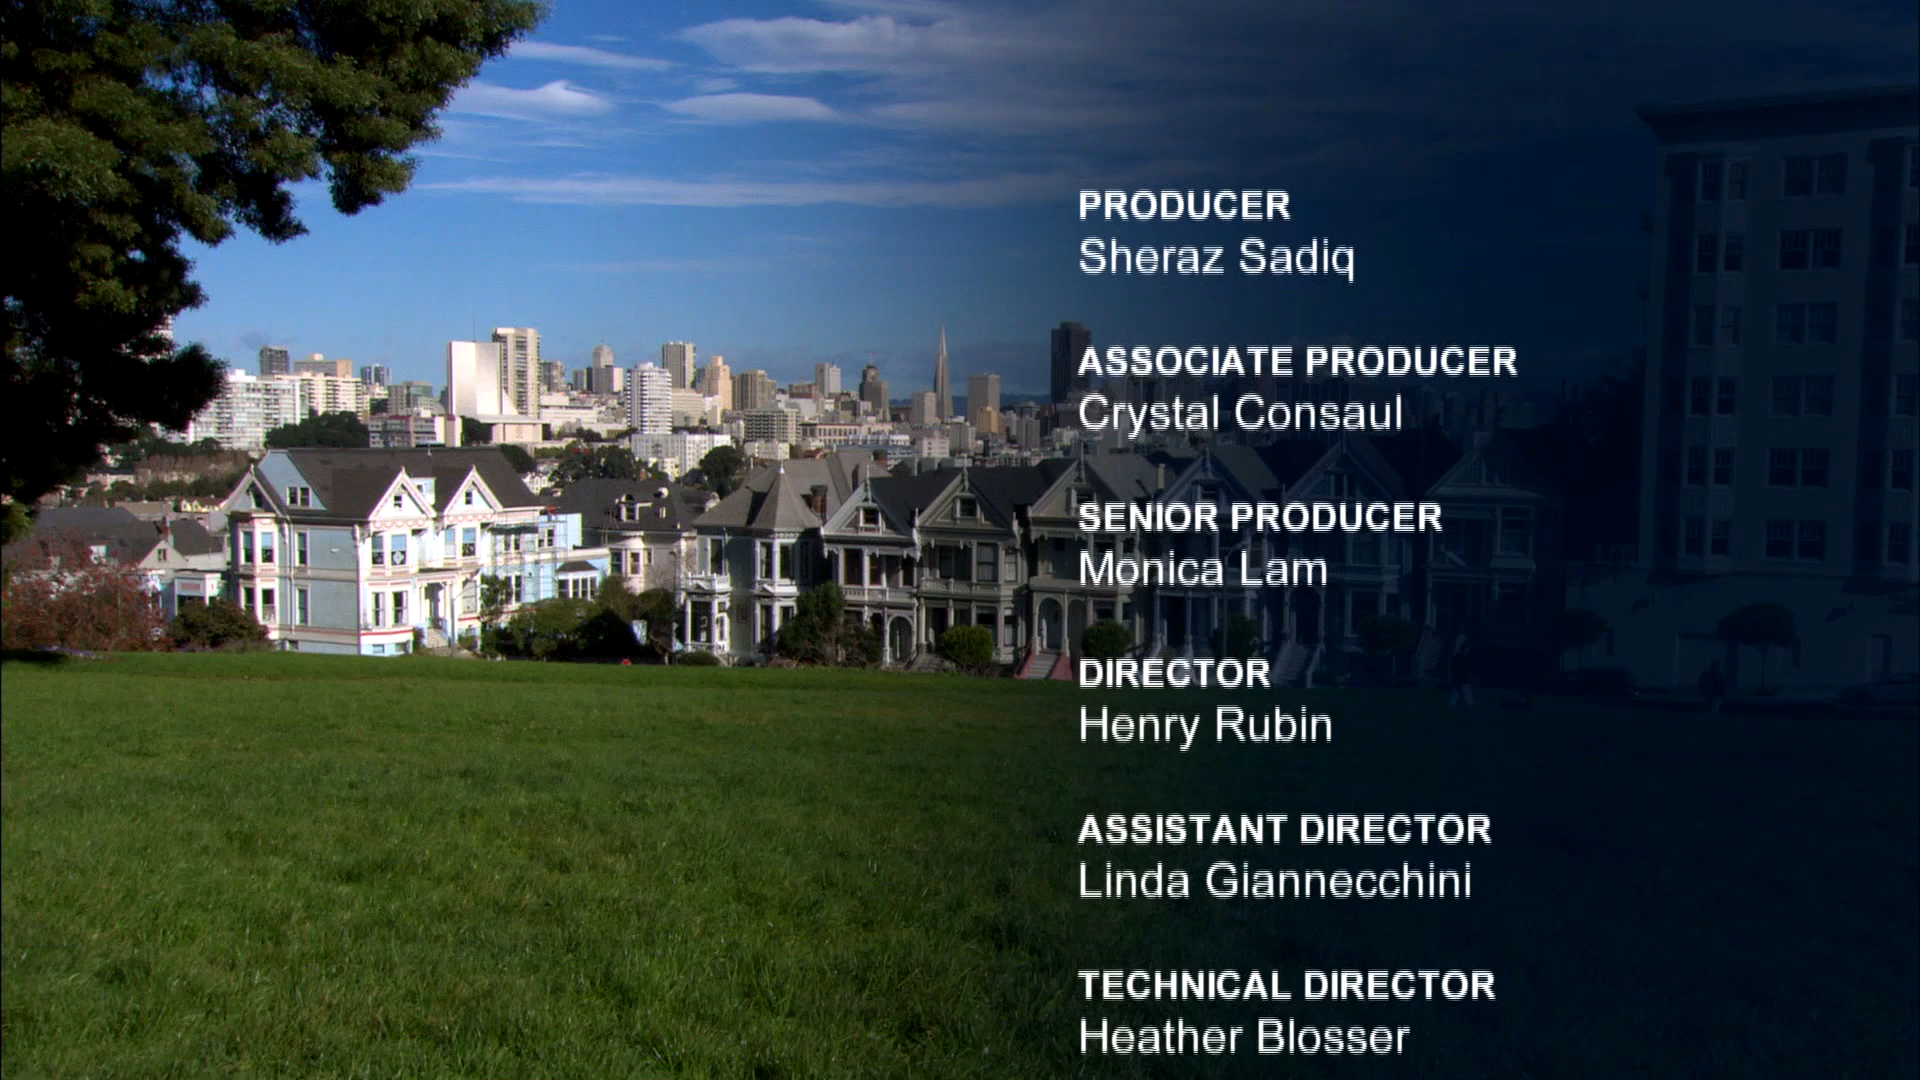 PRODUCER
Sheraz Sadiq
ASSOCIATE PRODUCER
Crystal Consaul
SENIOR PRODUCER
Monica Lam
DIRECTOR
Henry Rubin
ASSISTANT DIRECTOR
Linda Giannecchini
TECHNICAL DIRECTOR
Heather Blosser